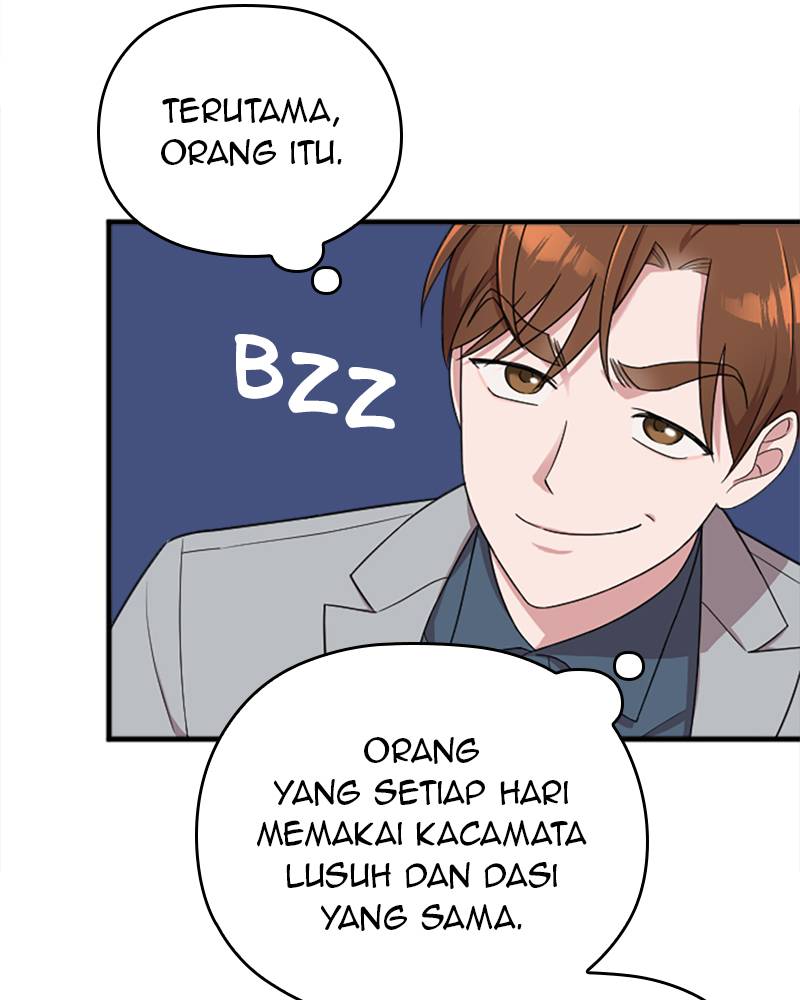 TERUTAMA,
ORANG ITU.
BZZ
ORANG
YANG SETIAP HARI
MEMAKAI KACAMATA
LUSUH DAN DASI
YANG SAMA.